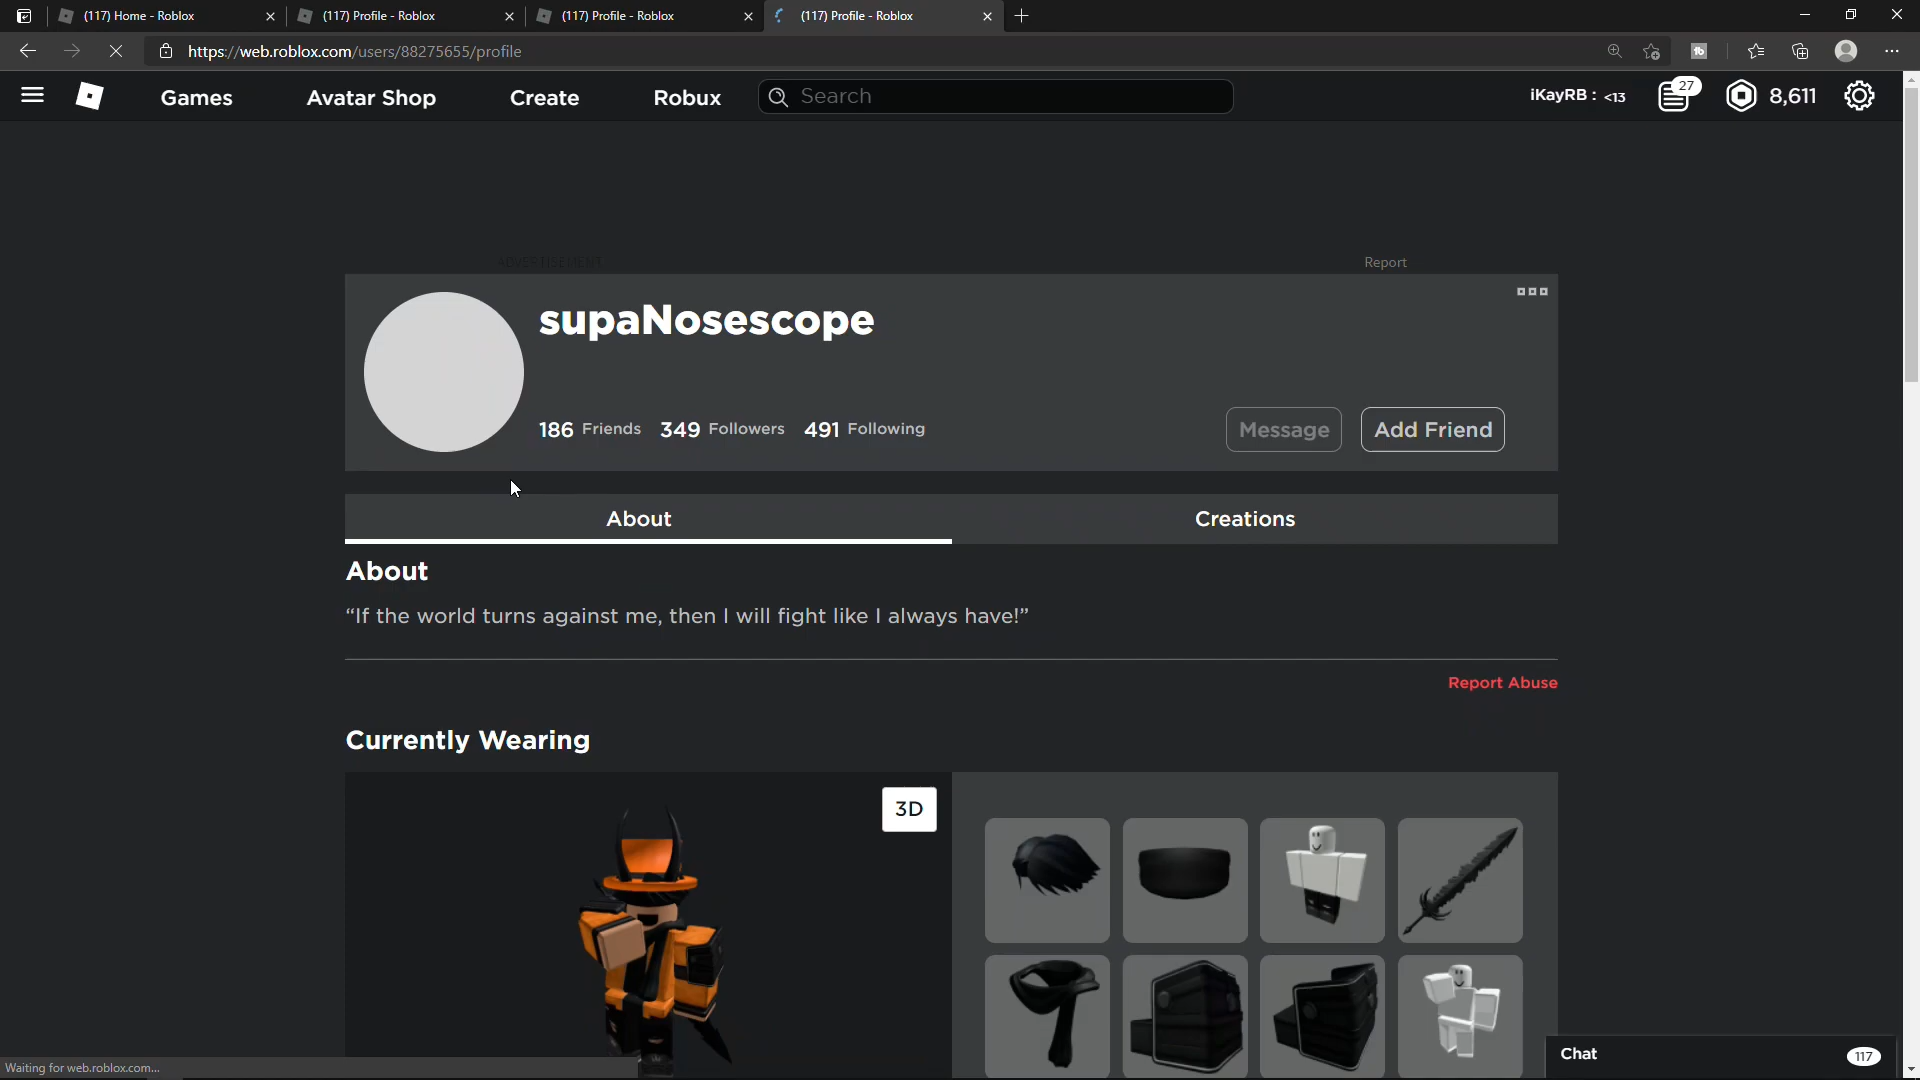 (117) Home - Roblox
(117) Profile - Roblox
(117) Profile - Roblox
(117) Profile - Roblox
https://web.roblox.com/users/88275655/profile
Games
Avatar Shop
Create
Robux
Search
iKayRB : <13
27
8,611
ADVERTISEMENT
Report
supaNosescope
186 Friends 349 Followers 491 Following
Message
Add Friend
About
Creations
About
“If the world turns against me, then I will fight like I always have!”
Report Abuse
Currently Wearing
3D
Chat
117
Waiting for web.roblox.com...